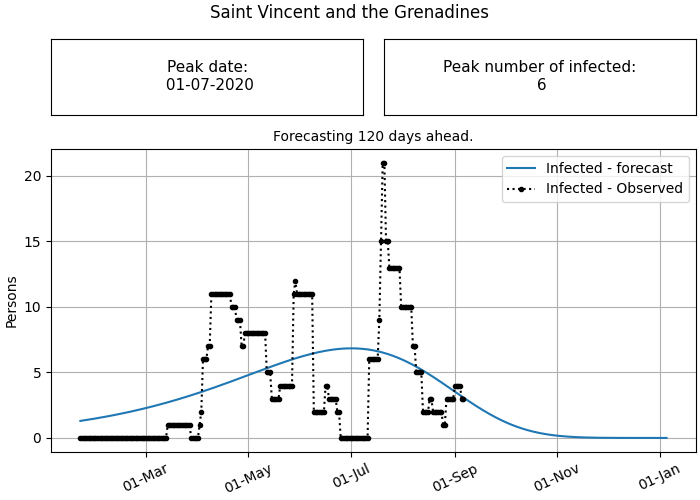 Saint Vincent and the Grenadines
Peak date:
01-07-2020
Peak number of infected:
6
Forecasting 120 days ahead.
Infected - forecast
Infected - Observed
Persons
20
15
10
5
0
01-Mar
01-May
01-Jul
01-Sep
01-Nov
01-Jan